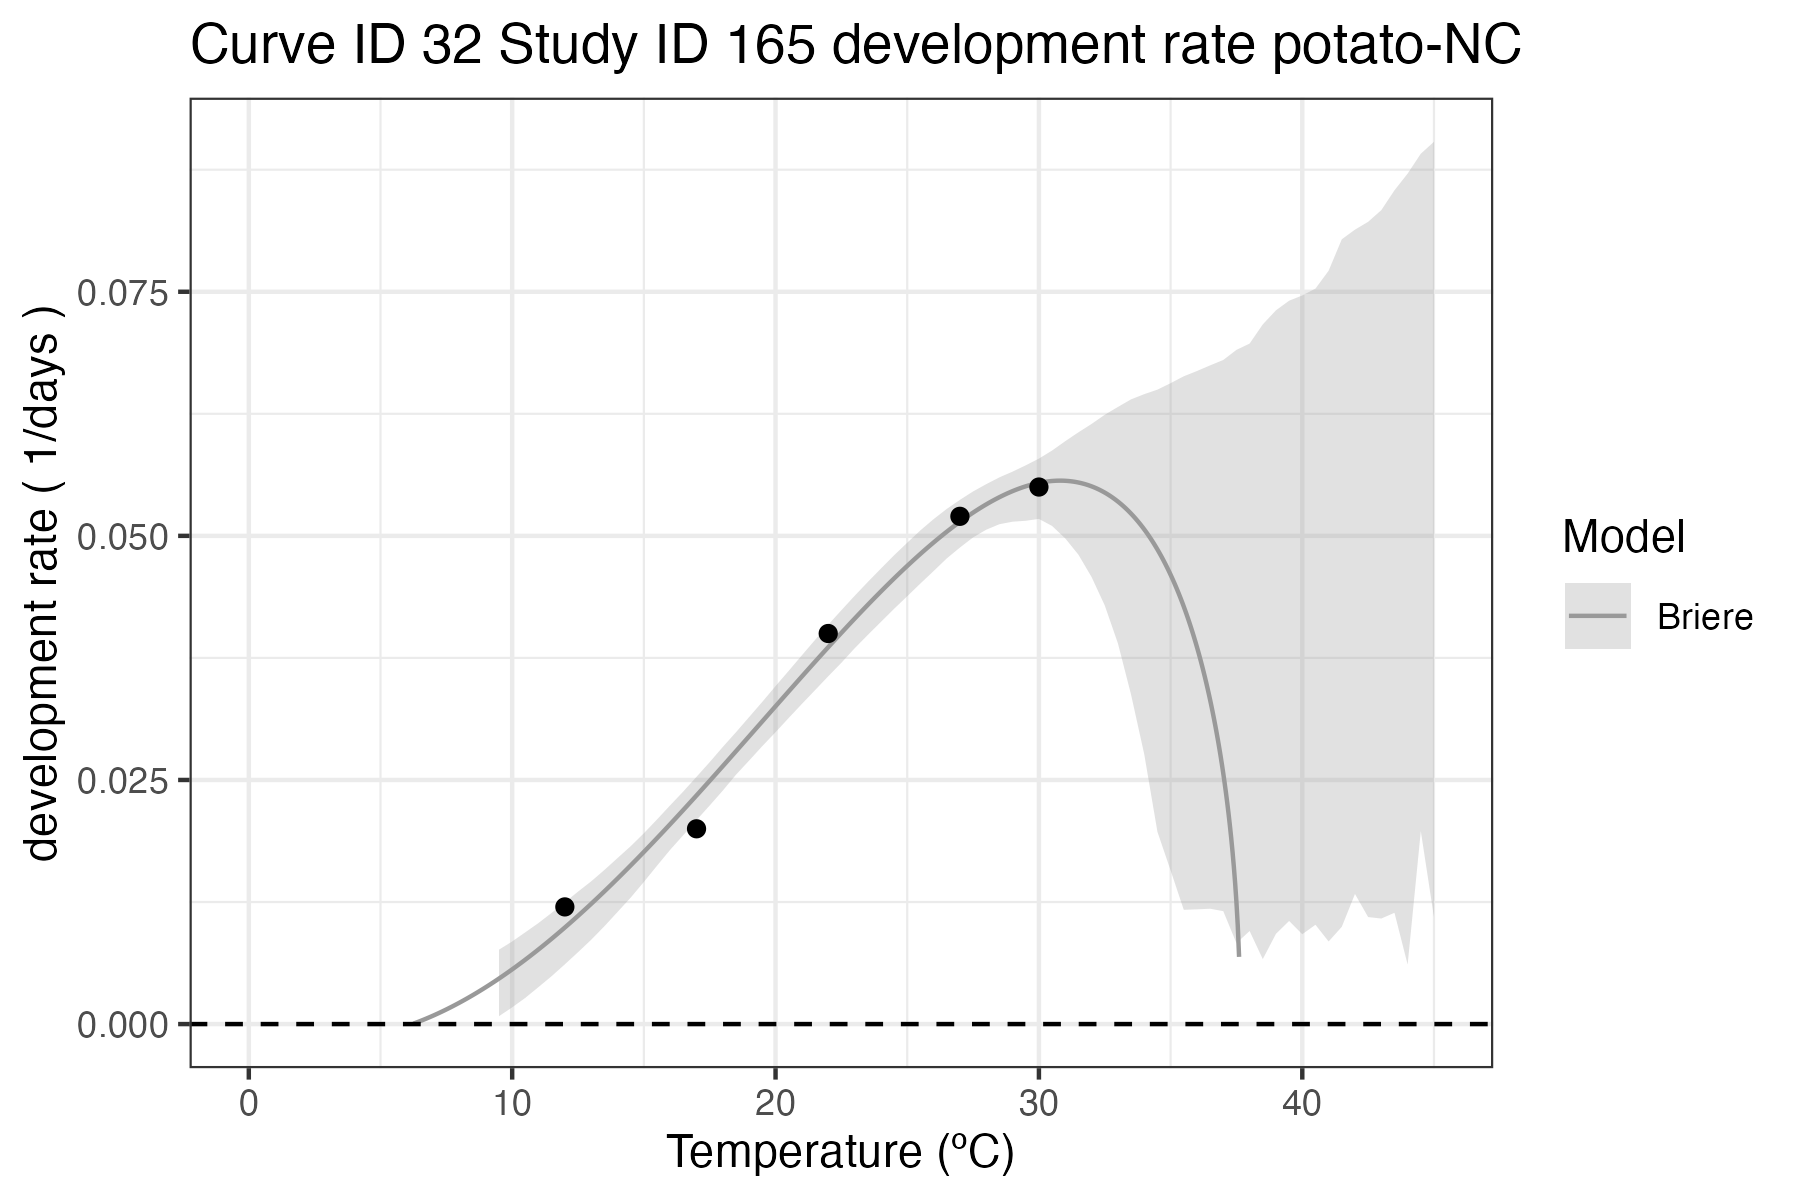 Curve ID 32 Study ID 165 development rate potato-NC
development rate ( 1/days )
0.075
0.050
0.025
0.000
0 10 20 30 40
Temperature (ºC)
Model
Briere